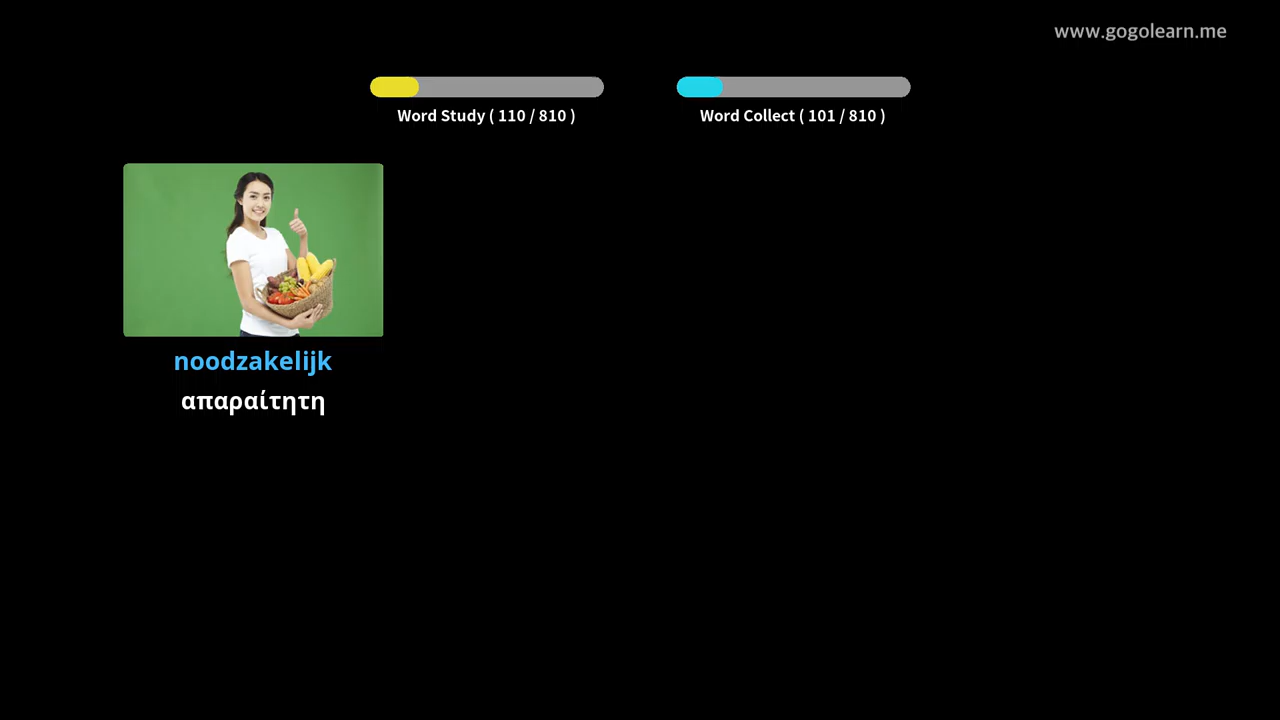 www.gogolearn.me
Word Study ( 110 / 810 )
Word Collect ( 101 / 810 )
noodzakelijk
απαραίτητη